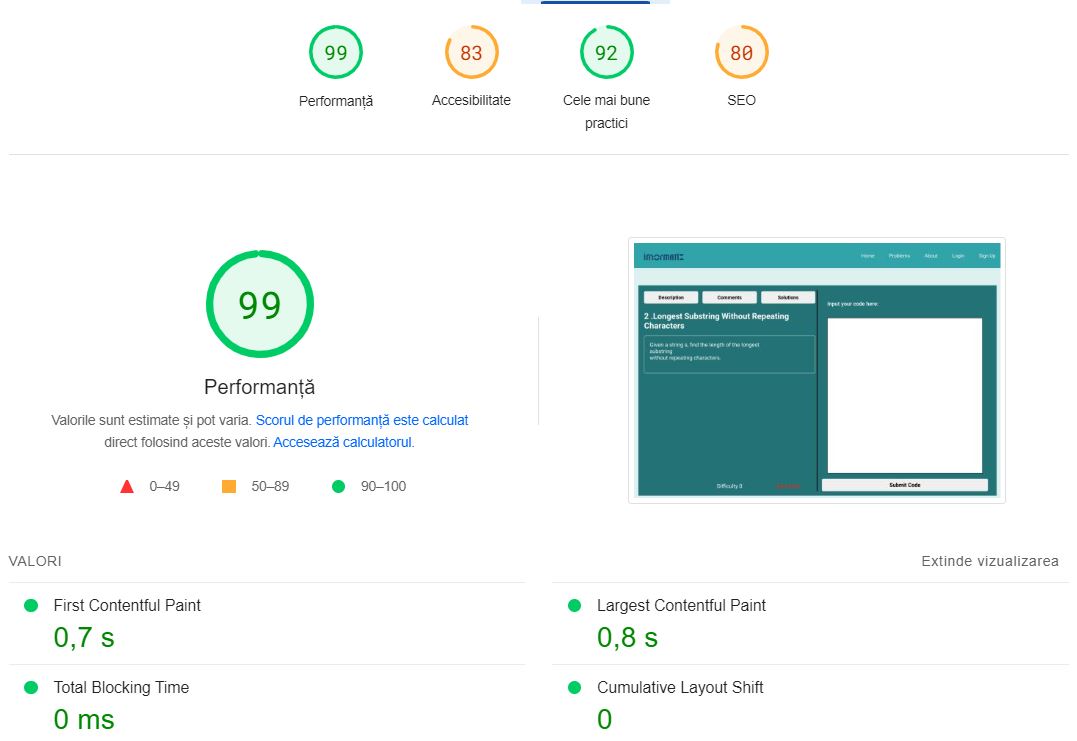 99
83
92
80
Performanță
Accesibilitate
Cele mai bune
practici
SEO
99
Performanță
Valorile sunt estimate și pot varia. Scorul de performanță este calculat
direct folosind aceste valori. Accesează calculatorul.
0–49
50–89
90–100
Home Problems About Login Sign Up
Description Comments Solutions
2 .Longest Substring Without Repeating
Characters
Given a string s, find the length of the longest
substring
without repeating characters.
Difficulty 0
Input your code here:
Submit Code
VALORI
Extinde vizualizarea
First Contentful Paint
0,7 s
Largest Contentful Paint
0,8 s
Total Blocking Time
0 ms
Cumulative Layout Shift
0